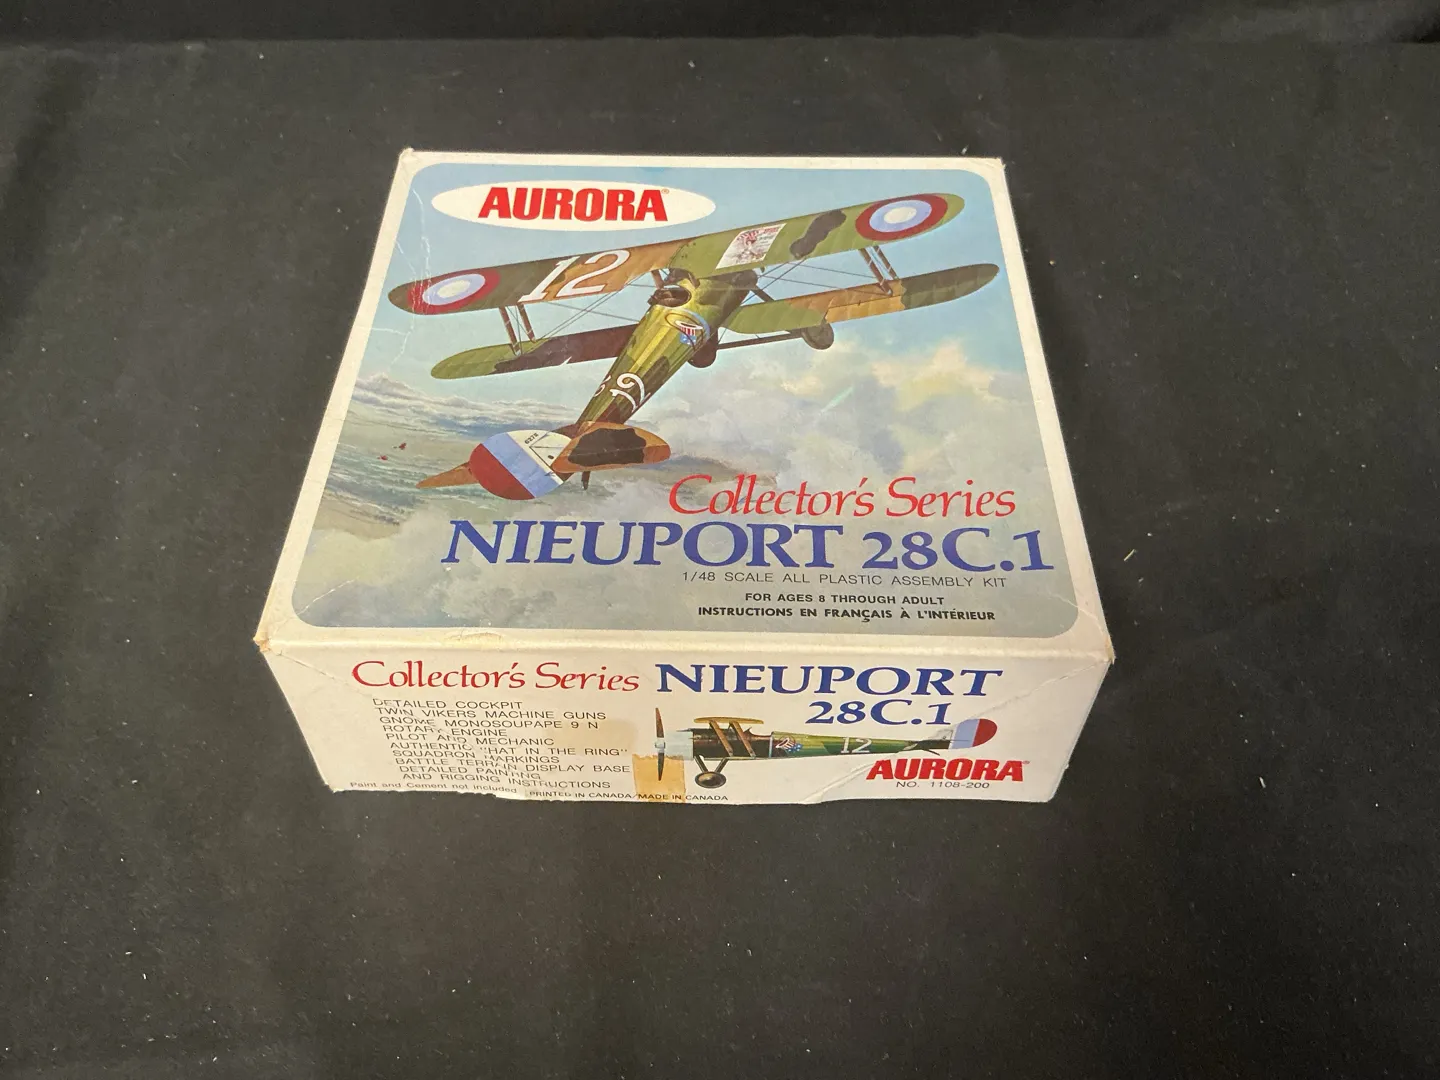 AURORA®
12
12
6275
Collector's Series
NIEUPORT 28C.1
1/48 SCALE ALL PLASTIC ASSEMBLY KIT
FOR AGES 8 THROUGH ADULT
INSTRUCTIONS EN FRANÇAIS À L'INTÉRIEUR
Collector's Series NIEUPORT
28C.1
DETAILED COCKPIT
TWIN VIKERS MACHINE GUNS
GNOME MONOSOUPAPE 9 N
ROTARY ENGINE
PILOT AND MECHANIC
AUTHENTIC "HAT IN THE RING"
SQUADRON MARKINGS
BATTLE TERRAIN DISPLAY BASE
DETAILED PAINTING
AND RIGGING INSTRUCTIONS
Paint and Cement not included
PRINTED IN CANADA/MADE IN CANADA
12
AURORA®
NO. 1108-200